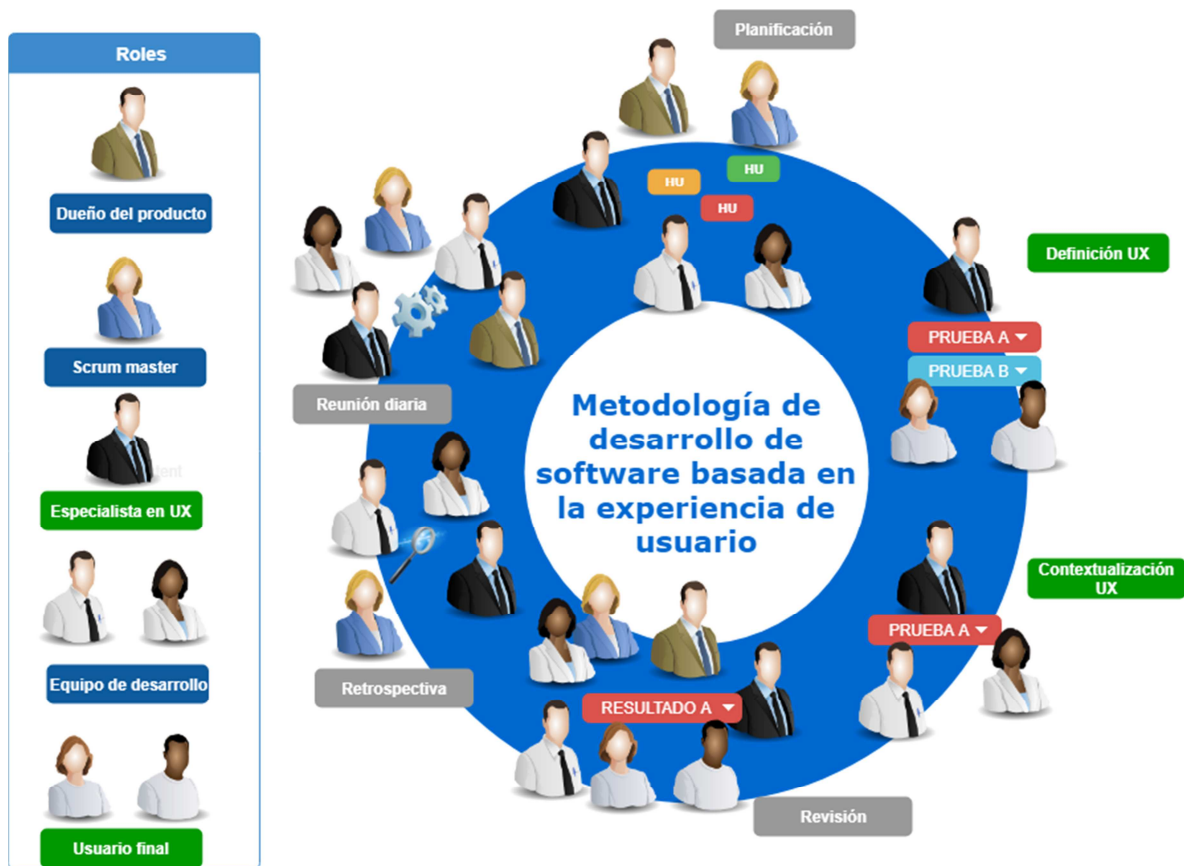 Roles
Dueño del producto
Scrum master
Especialista en UX
Equipo de desarrollo
Usuario final
Planificación
HU
HU
HU
Definición UX
PRUEBA A
PRUEBA B
Contextualización
UX
PRUEBA A
Revisión
RESULTADO A
Retrospectiva
Reunión diaria
Metodología de
desarrollo de
software basada en
la experiencia de
usuario